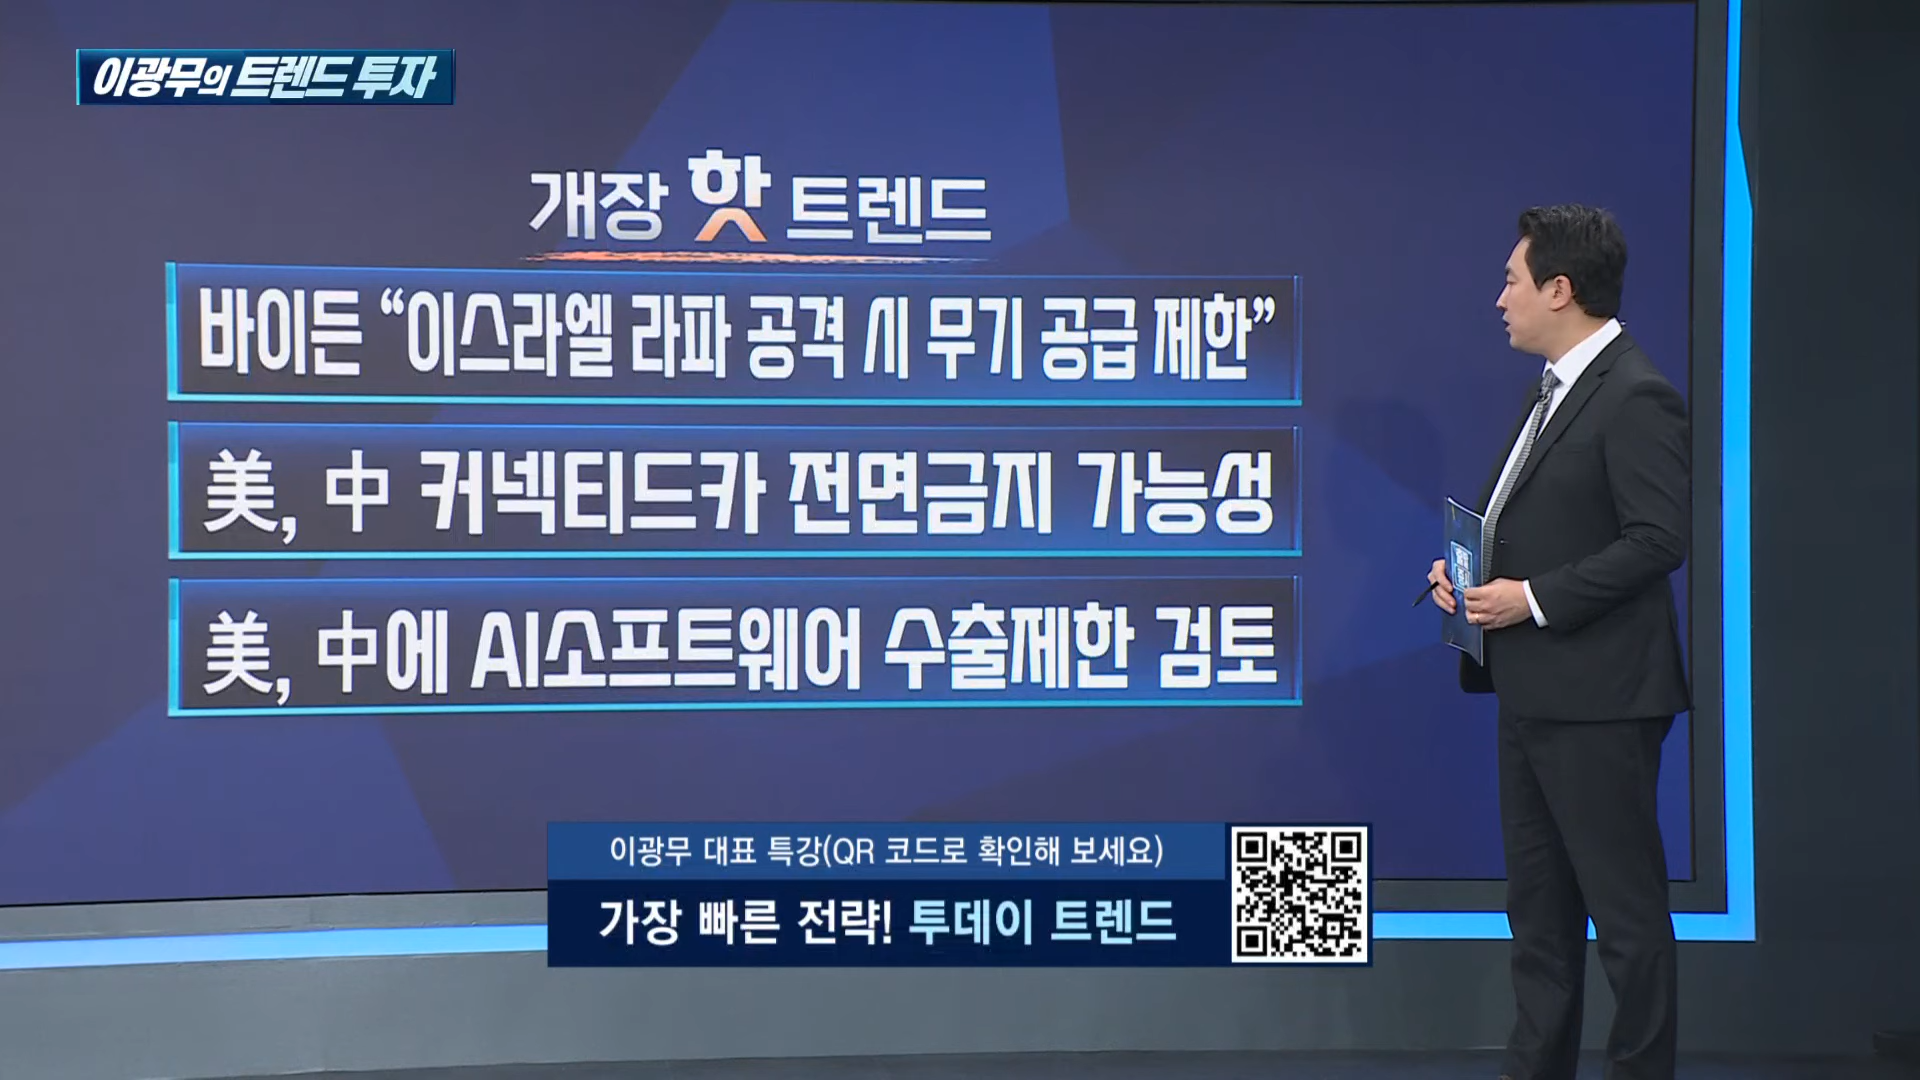 이광무의 트렌드 투자
개장 핫 트렌드
바이든 “이스라엘 라파 공격 시 무기 공급 제한”
美, 中 커넥티드카 전면금지 가능성
美, 中에 AI소프트웨어 수출제한 검토
이광무 대표 특강(QR 코드로 확인해 보세요)
가장 빠른 전략! 투데이 트렌드